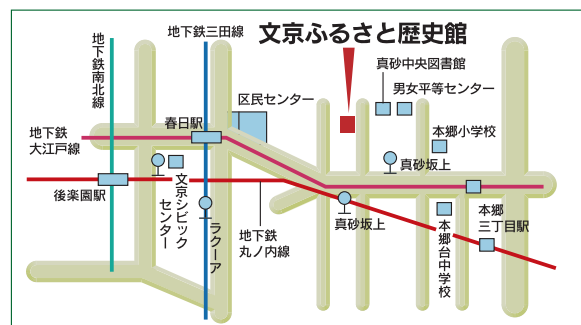 地下鉄三田線
文京ふるさと歴史館
地下鉄南北線
真砂中央図書館
男女平等センター
区民センター
春日駅
地下鉄
大江戸線
本郷小学校
真砂坂上
後楽園駅
文京シビック
センター
ラクーア
地下鉄
丸ノ内線
真砂坂上
本郷台中学校
本郷
三丁目駅